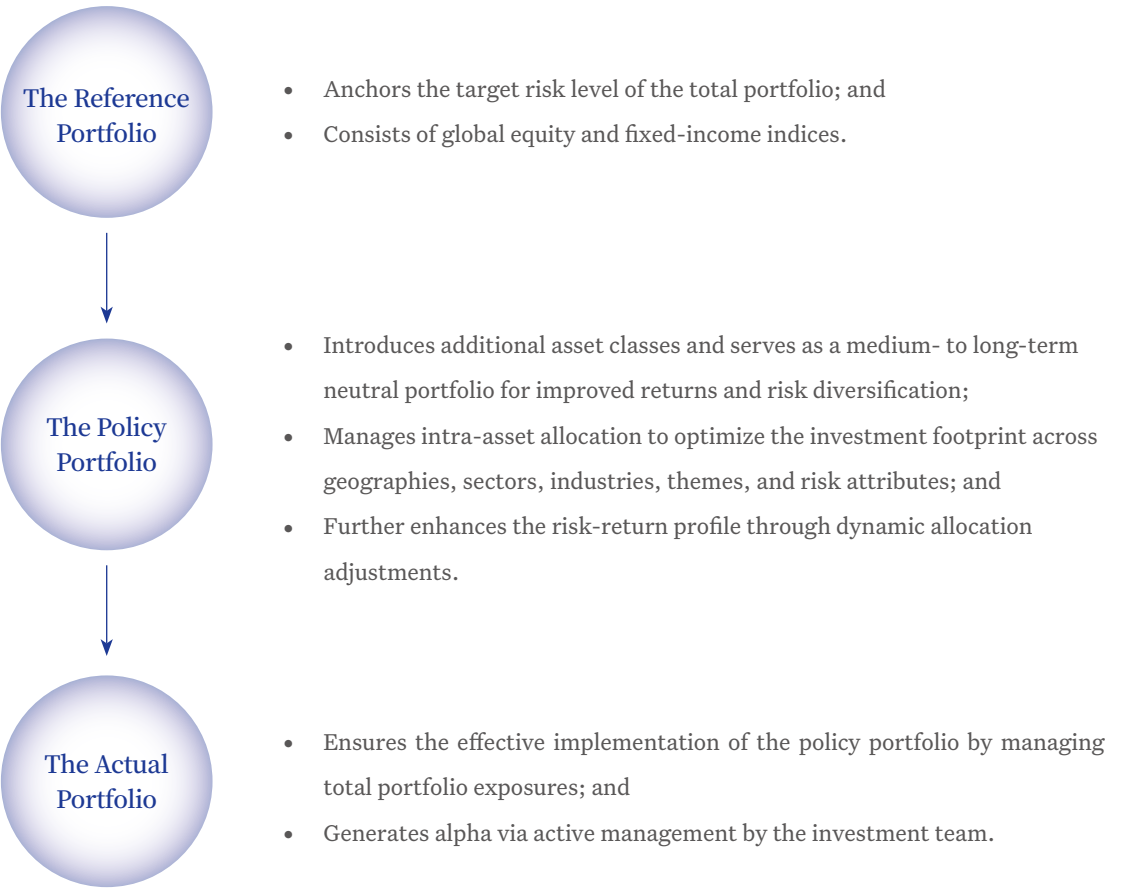 The Reference
Portfolio
• Anchors the target risk level of the total portfolio; and
• Consists of global equity and fixed-income indices.
The Policy
Portfolio
• Introduces additional asset classes and serves as a medium- to long-term
neutral portfolio for improved returns and risk diversification;
• Manages intra-asset allocation to optimize the investment footprint across
geographies, sectors, industries, themes, and risk attributes; and
• Further enhances the risk-return profile through dynamic allocation
adjustments.
The Actual
Portfolio
• Ensures the effective implementation of the policy portfolio by managing
total portfolio exposures; and
• Generates alpha via active management by the investment team.